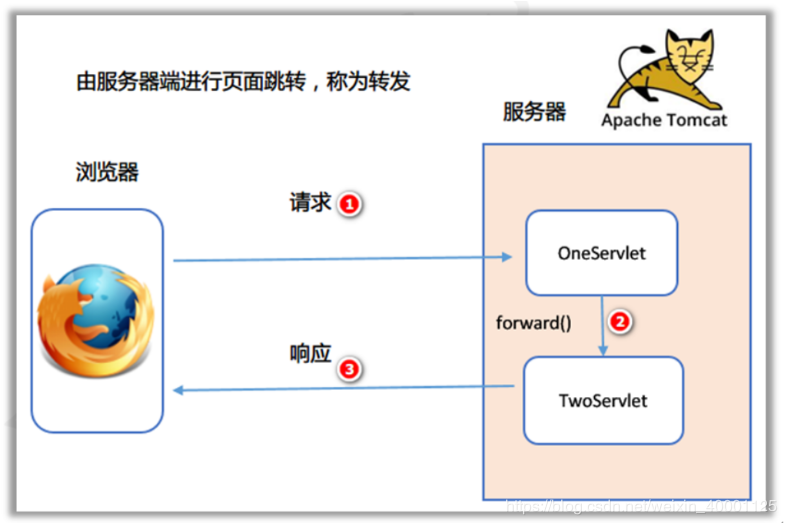 由服务器端进行页面跳转，称为转发
服务器
Apache Tomcat
浏览器
请求 1
OneServlet
forward() 2
响应 3
TwoServlet
https://blog.csdn.net/weixin_40001125